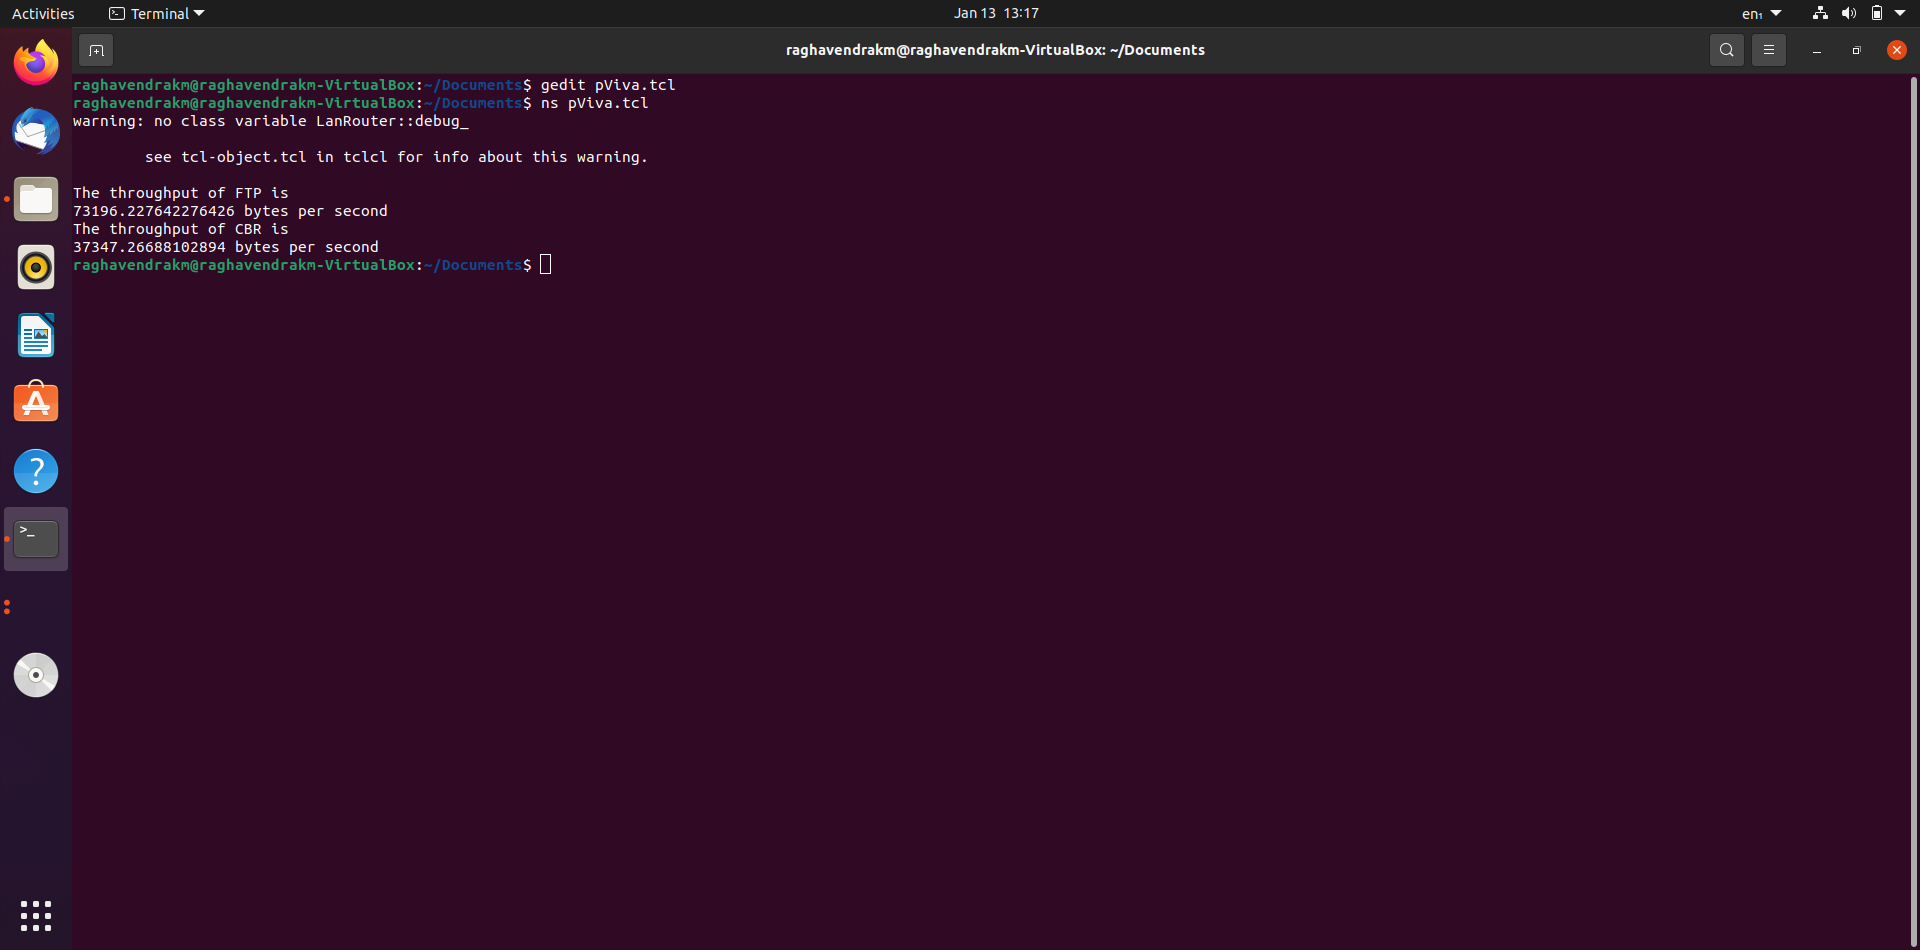 Activities
Terminal
Jan 13 13:17
en₁
raghavendrakm@raghavendrakm-VirtualBox: ~/Documents
raghavendrakm@raghavendrakm-VirtualBox:~/Documents$ gedit pViva.tcl
raghavendrakm@raghavendrakm-VirtualBox:~/Documents$ ns pViva.tcl
warning: no class variable LanRouter::debug_
see tcl-object.tcl in tclcl for info about this warning.
The throughput of FTP is
73196.227642276426 bytes per second
The throughput of CBR is
37347.26688102894 bytes per second
raghavendrakm@raghavendrakm-VirtualBox:~/Documents$